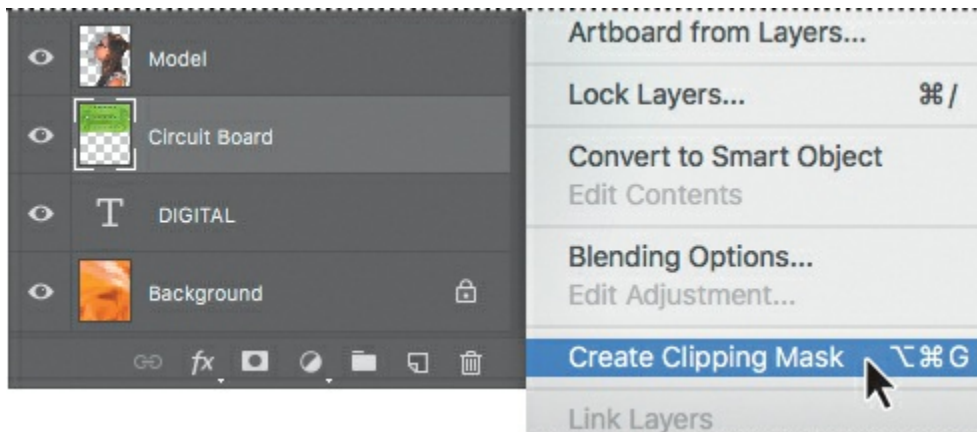 Model
Circuit Board
T DIGITAL
Background
fx
Artboard from Layers...
Lock Layers... ⌘/
Convert to Smart Object
Edit Contents
Blending Options...
Edit Adjustment...
Create Clipping Mask ⌥⌘G
Link Layers